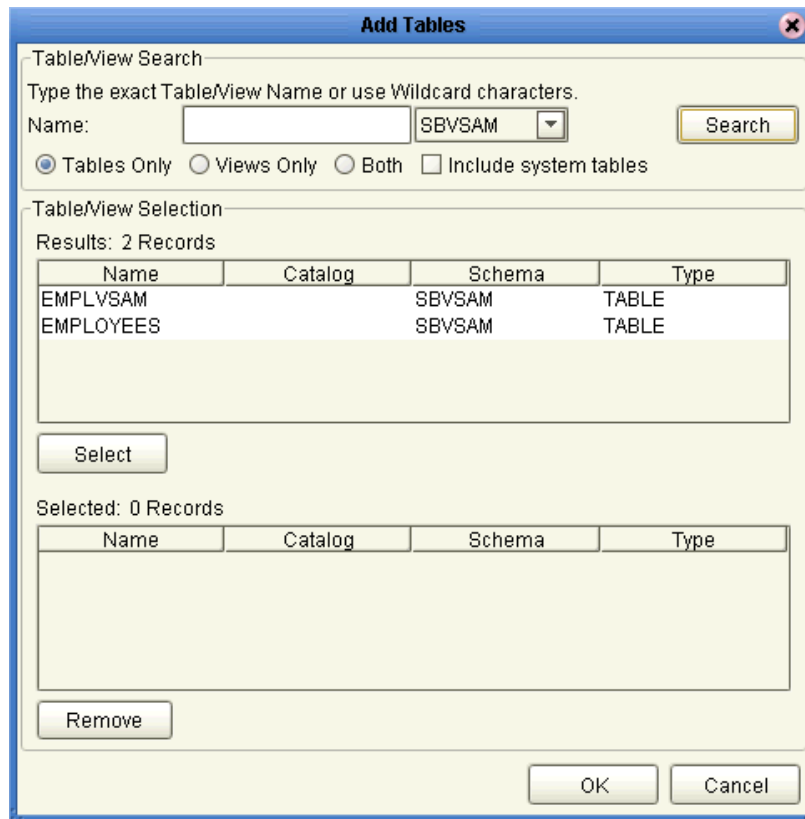 Add Tables
Table/View Search
Type the exact Table/View Name or use Wildcard characters.
Name: SBVSAM Search
Tables Only Views Only Both Include system tables
Table/View Selection
Results: 2 Records
Name Catalog Schema Type
EMPLVSAM SBVSAM TABLE
EMPLOYEES SBVSAM TABLE
Select
Selected: 0 Records
Name Catalog Schema Type
Remove
OK Cancel